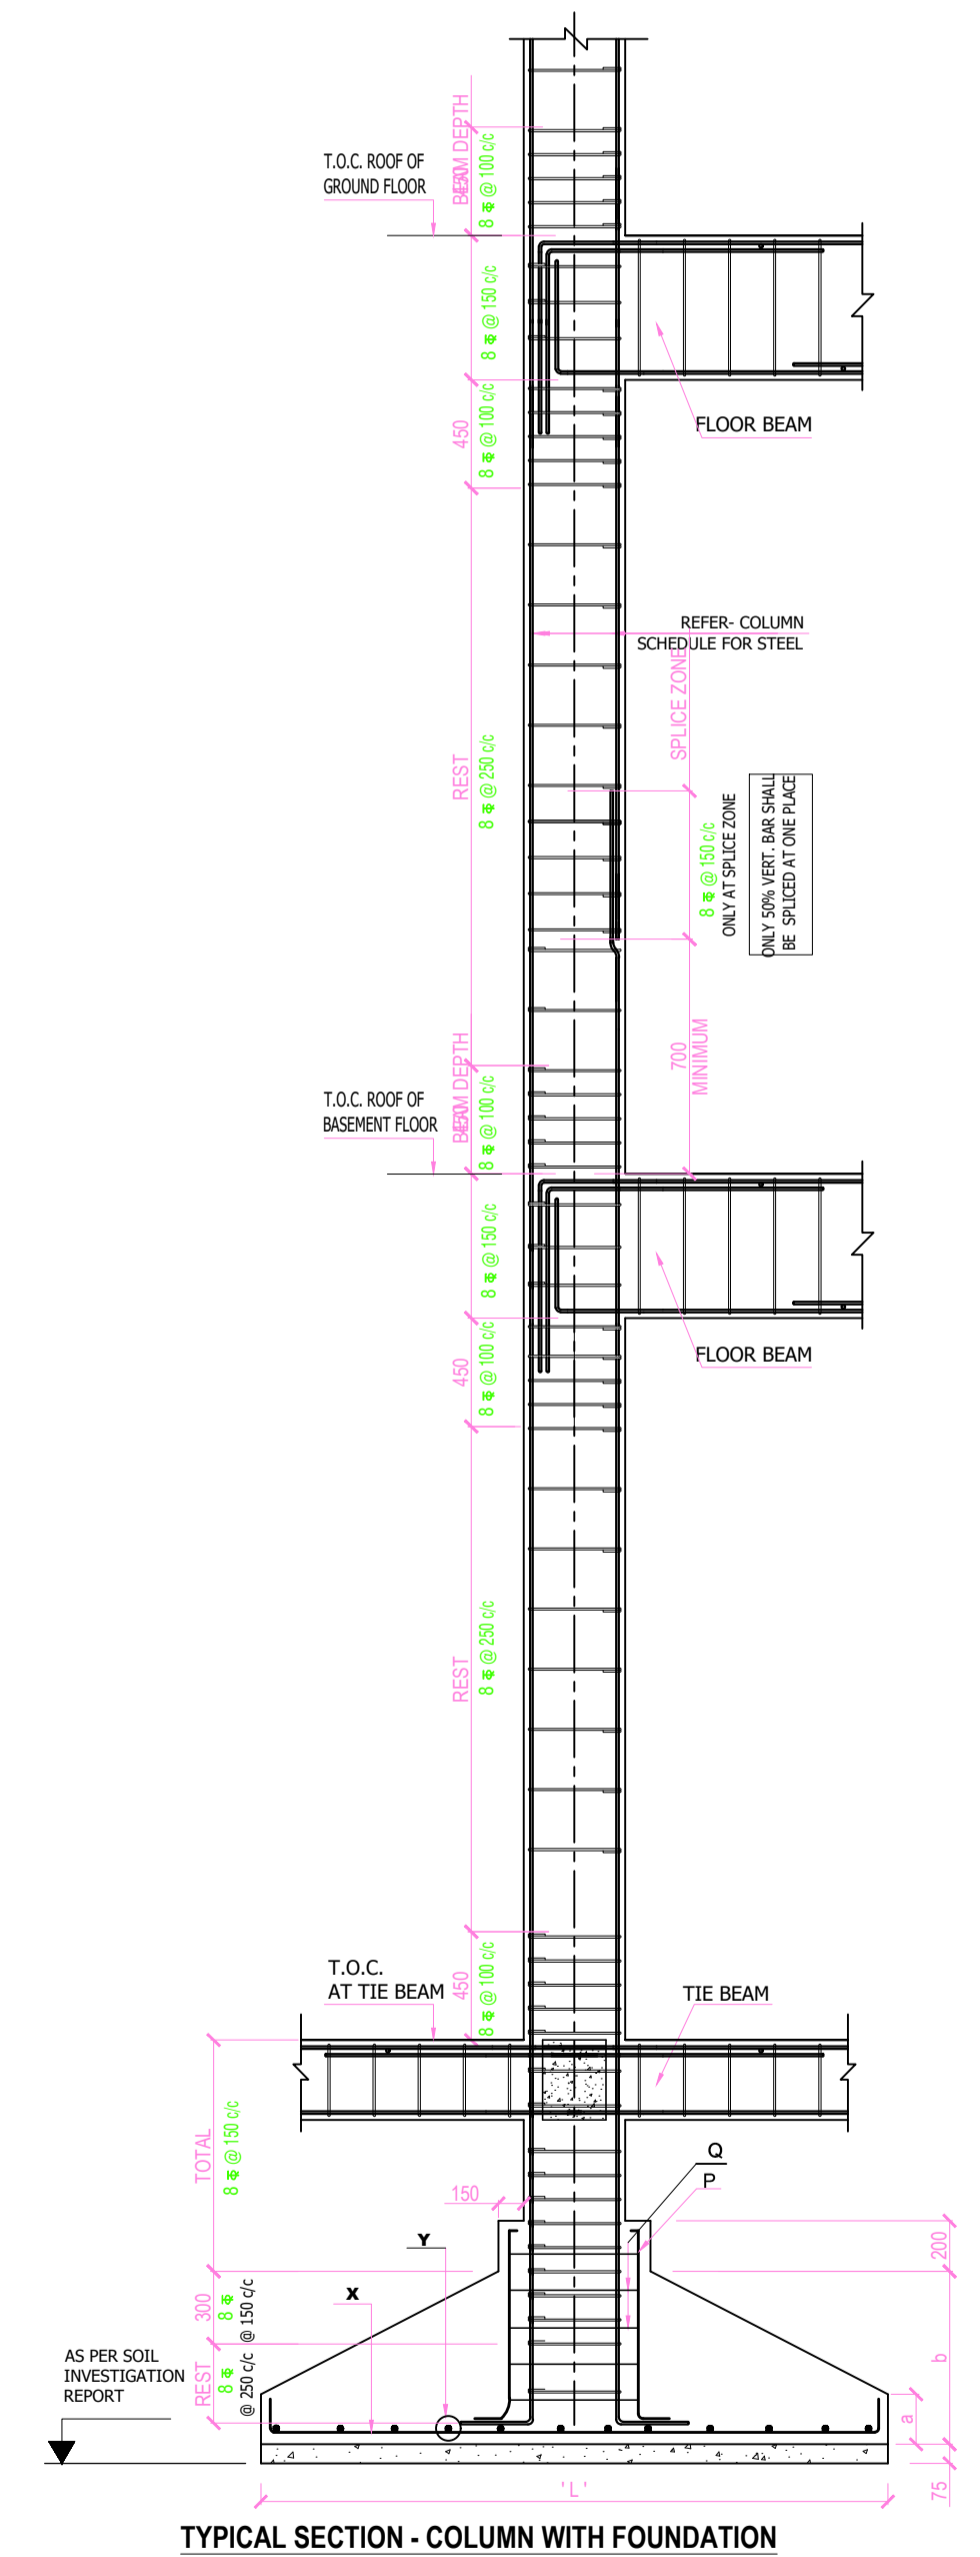 BEAM DEPTH
450
8 Φ @ 100 c/c
T.O.C. ROOF OF
GROUND FLOOR
8 Φ @ 150 c/c
450
8 Φ @ 100 c/c
FLOOR BEAM
REFER- COLUMN
SCHEDULE FOR STEEL
SPLICE ZONE
REST
8 Φ @ 250 c/c
8 Φ @ 150 c/c
ONLY AT SPLICE ZONE
ONLY 50% VERT. BAR SHALL
BE SPLICED AT ONE PLACE
700
MINIMUM
BEAM DEPTH
450
8 Φ @ 100 c/c
T.O.C. ROOF OF
BASEMENT FLOOR
8 Φ @ 150 c/c
450
8 Φ @ 100 c/c
FLOOR BEAM
REST
8 Φ @ 250 c/c
450
8 Φ @ 100 c/c
T.O.C.
AT TIE BEAM
TIE BEAM
TOTAL
8 Φ @ 150 c/c
150
Q
P
Y
X
200
300
8 Φ
@ 150 c/c
REST
8 Φ
@ 250 c/c
b
a
AS PER SOIL
INVESTIGATION
REPORT
75
'L'
TYPICAL SECTION - COLUMN WITH FOUNDATION